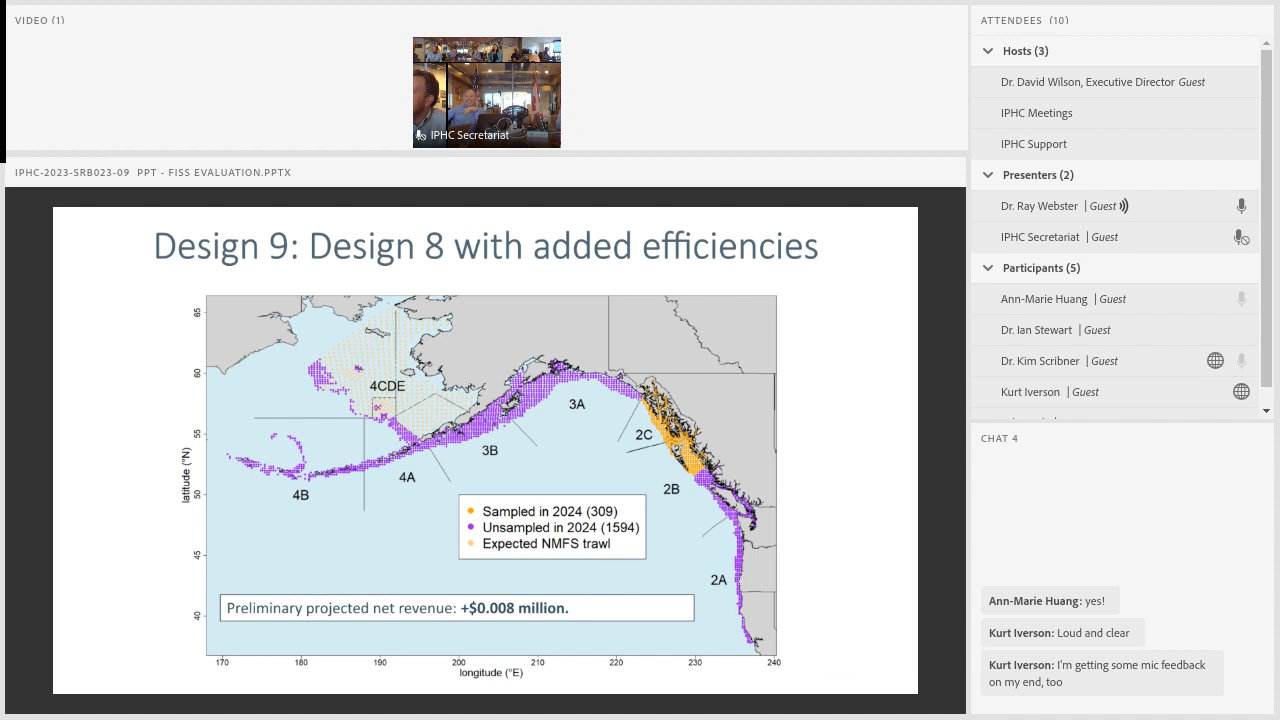 VIDEO (1)
IPHC Secretariat
IPHC-2023-SRB023-09 PPT - FISS EVALUATION.PPTX
Design 9: Design 8 with added efficiencies
65
60
55
50
45
40
latitude (°N)
4CDE
3A
2C
3B
4A
4B
2B
2A
Sampled in 2024 (309)
Unsampled in 2024 (1594)
Expected NMFS trawl
Preliminary projected net revenue: +$0.008 million.
170 180 190 200 210 220 230 240
longitude (°E)
ATTENDEES (10)
Hosts (3)
Dr. David Wilson, Executive Director Guest
IPHC Meetings
IPHC Support
Presenters (2)
Dr. Ray Webster | Guest
IPHC Secretariat | Guest
Participants (5)
Ann-Marie Huang | Guest
Dr. Ian Stewart | Guest
Dr. Kim Scribner | Guest
Kurt Iverson | Guest
CHAT 4
Ann-Marie Huang: yes!
Kurt Iverson: Loud and clear
Kurt Iverson: I'm getting some mic feedback
on my end, too